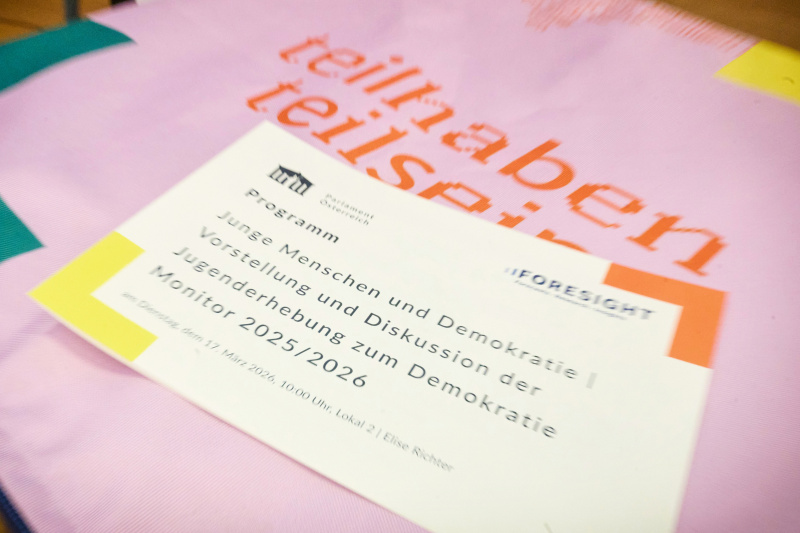 teilhaben
teilsein
Parlament
Österreich
Programm
FORESIGHT
Junge Menschen und Demokratie |
Vorstellung und Diskussion der
Jugenderhebung zum Demokratie
Monitor 2025/2026
am Dienstag, dem 17. März 2026, 10:00 Uhr, Lokal 2 | Elise Richter